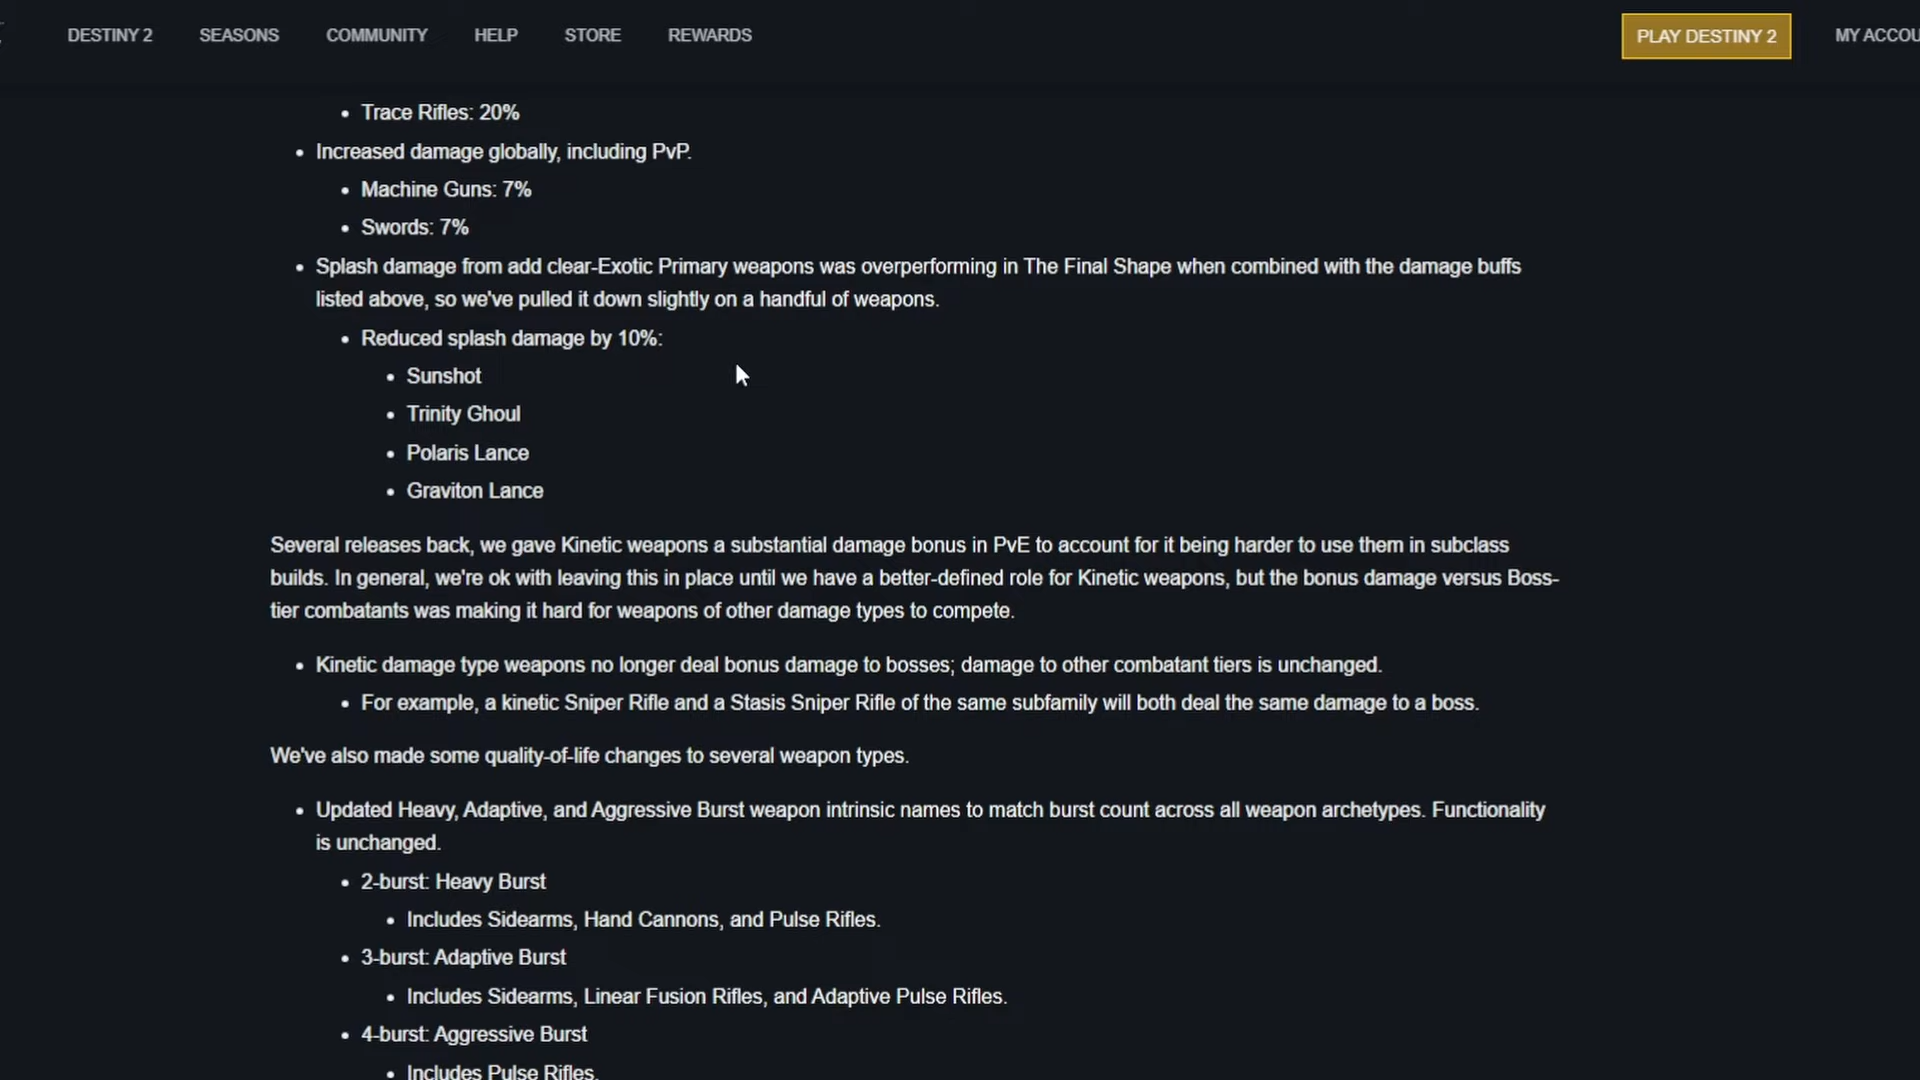 DESTINY 2 SEASONS COMMUNITY HELP STORE REWARDS PLAY DESTINY 2 MY ACCOU
• Trace Rifles: 20%
• Increased damage globally, including PvP.
• Machine Guns: 7%
• Swords: 7%
• Splash damage from add clear-Exotic Primary weapons was overperforming in The Final Shape when combined with the damage buffs
listed above, so we've pulled it down slightly on a handful of weapons.
• Reduced splash damage by 10%:
• Sunshot
• Trinity Ghoul
• Polaris Lance
• Graviton Lance
Several releases back, we gave Kinetic weapons a substantial damage bonus in PvE to account for it being harder to use them in subclass
builds. In general, we're ok with leaving this in place until we have a better-defined role for Kinetic weapons, but the bonus damage versus Boss-
tier combatants was making it hard for weapons of other damage types to compete.
• Kinetic damage type weapons no longer deal bonus damage to bosses; damage to other combatant tiers is unchanged.
• For example, a kinetic Sniper Rifle and a Stasis Sniper Rifle of the same subfamily will both deal the same damage to a boss.
We've also made some quality-of-life changes to several weapon types.
• Updated Heavy, Adaptive, and Aggressive Burst weapon intrinsic names to match burst count across all weapon archetypes. Functionality
is unchanged.
• 2-burst: Heavy Burst
• Includes Sidearms, Hand Cannons, and Pulse Rifles.
• 3-burst: Adaptive Burst
• Includes Sidearms, Linear Fusion Rifles, and Adaptive Pulse Rifles.
• 4-burst: Aggressive Burst
• Includes Pulse Rifles.